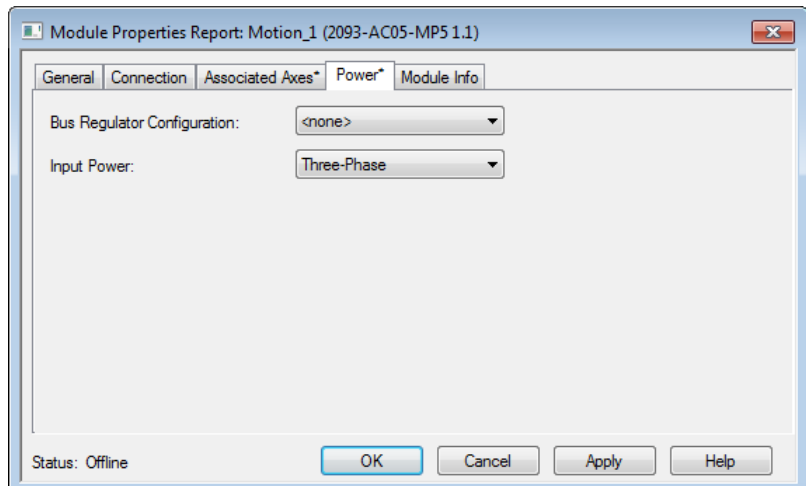 Module Properties Report: Motion_1 (2093-AC05-MP5 1.1)
General Connection Associated Axes* Power* Module Info
Bus Regulator Configuration: <none>
Input Power: Three-Phase
Status: Offline OK Cancel Apply Help